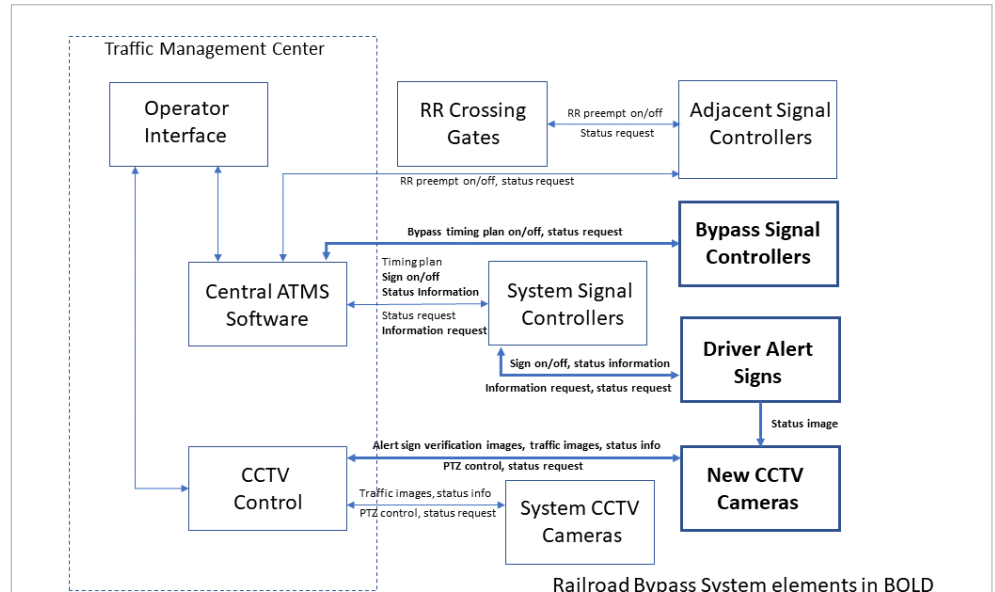 Traffic Management Center
Operator
Interface
RR Crossing
Gates
RR preempt on/off
Status request
Adjacent Signal
Controllers
RR preempt on/off, status request
Bypass timing plan on/off, status request
Bypass Signal
Controllers
Central ATMS
Software
Timing plan
Sign on/off
Status Information
Status request
Information request
System Signal
Controllers
Sign on/off, status information
Information request, status request
Driver Alert
Signs
Status image
Alert sign verification images, traffic images, status info
PTZ control, status request
CCTV
Control
New CCTV
Cameras
Traffic images, status info
PTZ control, status request
System CCTV
Cameras
Railroad Bypass System elements in BOLD